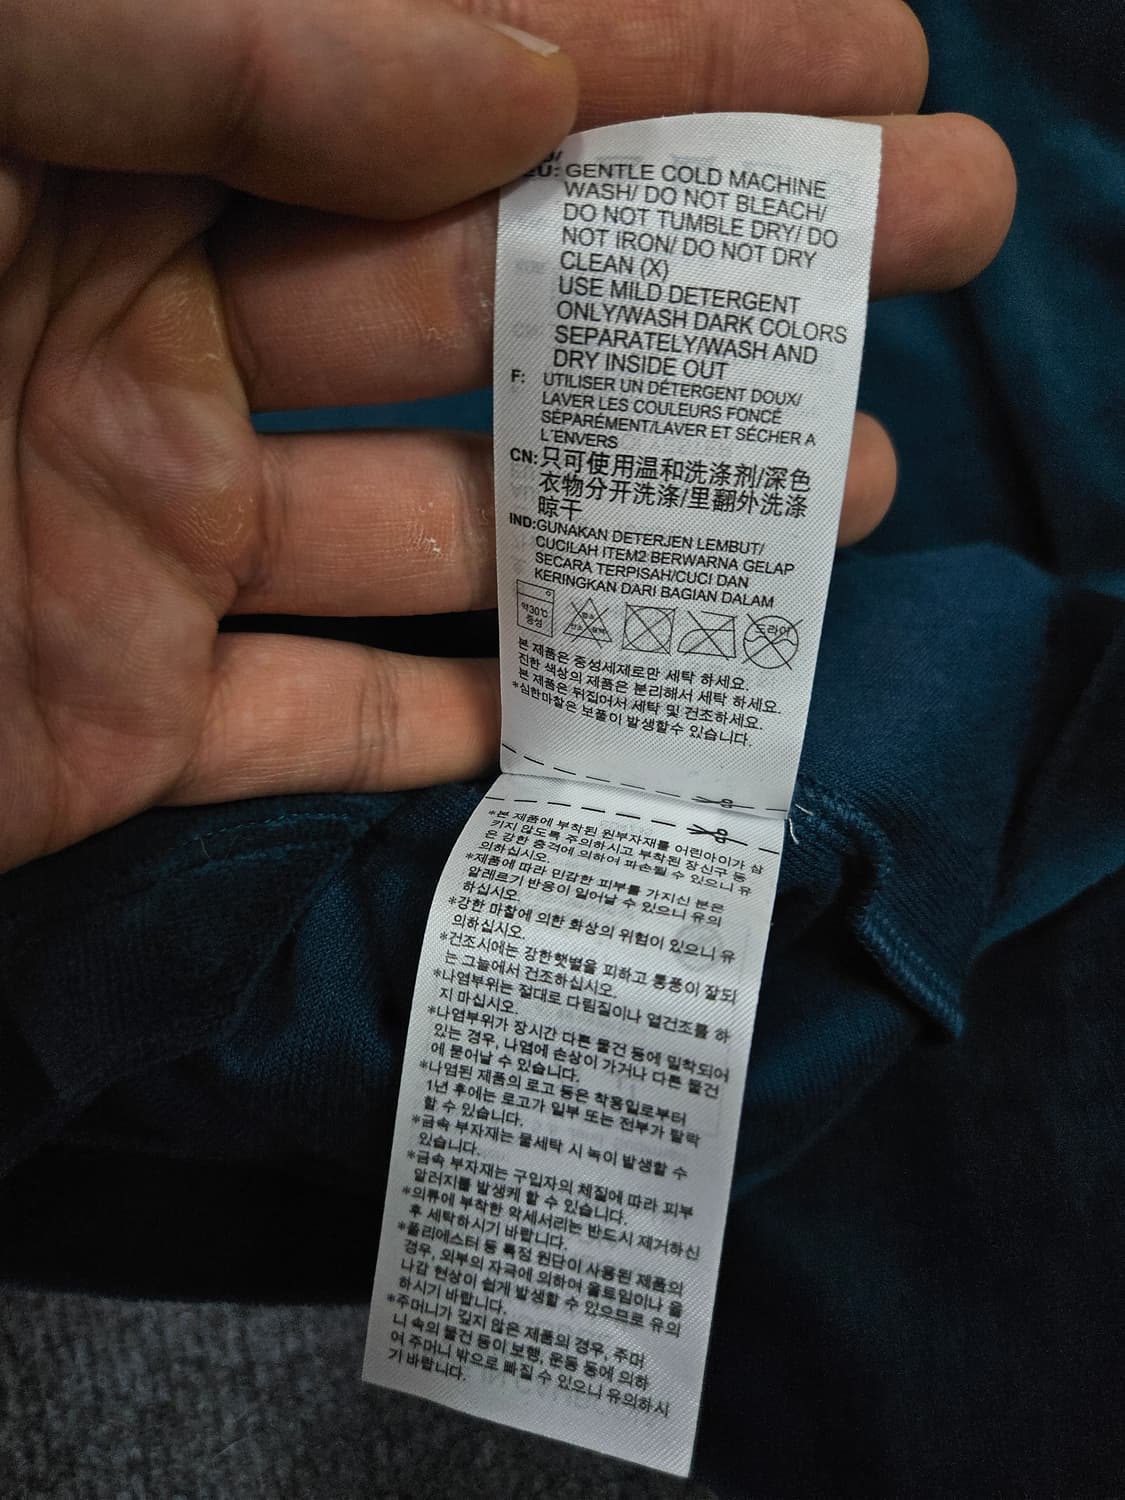 EU: GENTLE COLD MACHINE
WASH/ DO NOT BLEACH/
DO NOT TUMBLE DRY/ DO
NOT IRON/ DO NOT DRY
CLEAN (X)
USE MILD DETERGENT
ONLY/WASH DARK COLORS
SEPARATELY/WASH AND
DRY INSIDE OUT
F: UTILISER UN DÉTERGENT DOUX/
LAVER LES COULEURS FONCÉ
SÉPARÉMENT/LAVER ET SÉCHER A
L'ENVERS
CN: 只可使用温和洗涤剂/深色
衣物分开洗涤/里翻外洗涤
晾干
IND: GUNAKAN DETERJEN LEMBUT/
CUCILAH ITEM2 BERWARNA GELAP
SECARA TERPISAH/CUCI DAN
KERINGKAN DARI BAGIAN DALAM
약30℃
중성
드라이
본 제품은 중성세제로만 세탁 하세요.
진한 색상의 제품은 분리해서 세탁 하세요.
본 제품은 뒤집어서 세탁 및 건조하세요.
*심한마찰은 보풀이 발생할수 있습니다.
*본 제품에 부착된 원부자재를 어린아이가 삼
키지 않도록 주의하시고 부착된 장신구 등
은 강한 충격에 의하여 파손될 수 있으니 유
의하십시오.
*제품에 따라 민감한 피부를 가지신 분은
알레르기 반응이 일어날 수 있으니 유의
하십시오.
*강한 마찰에 의한 화상의 위험이 있으니 유
의하십시오.
*건조시에는 강한햇볕을 피하고 통풍이 잘되
는 그늘에서 건조하십시오.
*나염부위는 절대로 다림질이나 열건조를 하
지 마십시오.
*나염부위가 장시간 다른 물건 등에 밀착되어
있는 경우, 나염에 손상이 가거나 다른 물건
에 묻어날 수 있습니다.
*나염된 제품의 로고 등은 착용일로부터
1년 후에는 로고가 일부 또는 전부가 탈락
할 수 있습니다.
*금속 부자재는 물세탁 시 녹이 발생할 수
있습니다.
*금속 부자재는 구입자의 체질에 따라 피부
알러지를 발생케 할 수 있습니다.
*의류에 부착한 악세서리는 반드시 제거하신
후 세탁하시기 바랍니다.
*폴리에스터 등 특정 원단이 사용된 제품의
경우, 외부의 자극에 의하여 올트임이나 올
나감 현상이 쉽게 발생할 수 있으므로 유의
하시기 바랍니다.
*주머니가 깊지 않은 제품의 경우, 주머
니 속의 물건 등이 보행, 운동 등에 의하
여 주머니 밖으로 빠질 수 있으니 유의하시
기 바랍니다.